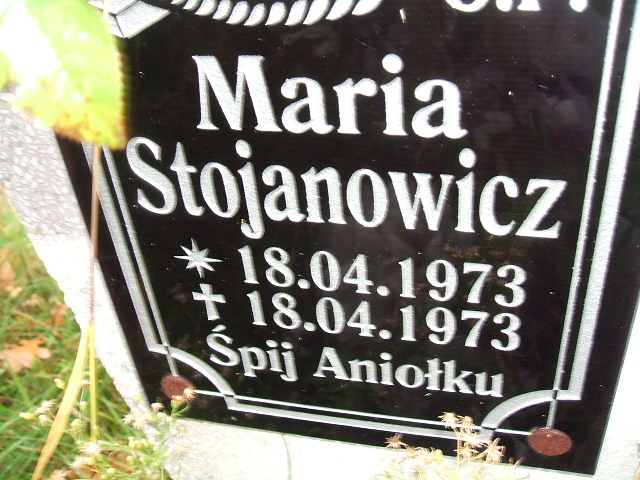 Ś.P.
Maria
Stojanowicz
* 18.04.1973
✝ 18.04.1973
Śpij Aniołku